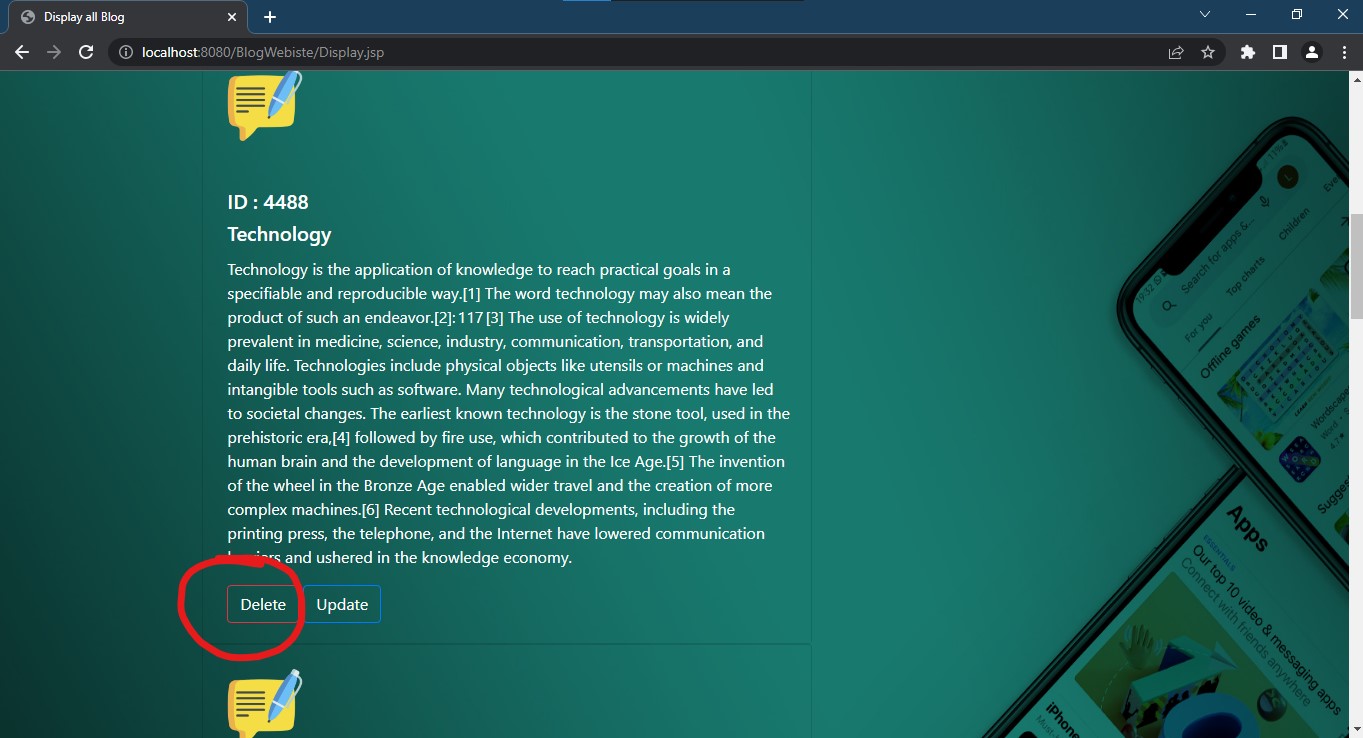 Display all Blog
localhost:8080/BlogWebiste/Display.jsp
ID : 4488
Technology
Technology is the application of knowledge to reach practical goals in a
specifiable and reproducible way.[1] The word technology may also mean the
product of such an endeavor.[2]: 117 [3] The use of technology is widely
prevalent in medicine, science, industry, communication, transportation, and
daily life. Technologies include physical objects like utensils or machines and
intangible tools such as software. Many technological advancements have led
to societal changes. The earliest known technology is the stone tool, used in the
prehistoric era,[4] followed by fire use, which contributed to the growth of the
human brain and the development of language in the Ice Age.[5] The invention
of the wheel in the Bronze Age enabled wider travel and the creation of more
complex machines.[6] Recent technological developments, including the
printing press, the telephone, and the Internet have lowered communication
and ushered in the knowledge economy.
Delete Update
19:32
11%
Search for apps &...
For you
Top charts
Children
Offline games
Apps
ESSENTIALS
Our top 10 video & messaging apps
Connect with friends anywhere
iPhone